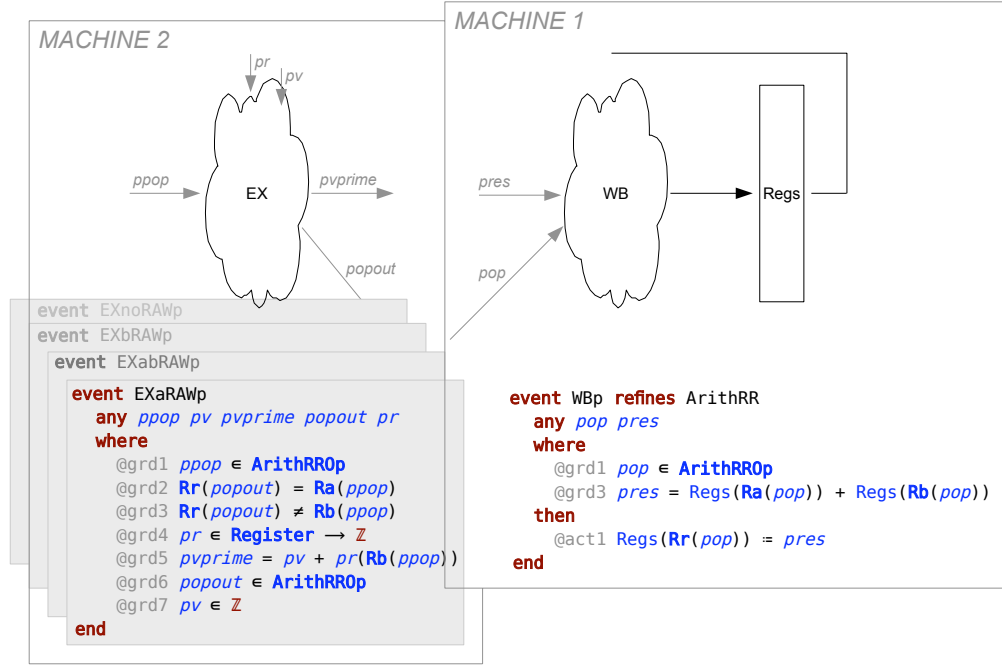 MACHINE 2
pr
pv
ppop
EX
pvprime
popout
event EXnoRAWp
event EXbRAWp
event EXabRAWp
event EXaRAWp
any ppop pv pvprime popout pr
where
@grd1 ppop ∈ ArithRROp
@grd2 Rr(popout) = Ra(ppop)
@grd3 Rr(popout) ≠ Rb(ppop)
@grd4 pr ∈ Register → ℤ
@grd5 pvprime = pv + pr(Rb(ppop))
@grd6 popout ∈ ArithRROp
@grd7 pv ∈ ℤ
end
MACHINE 1
pres
WB
Regs
pop
event WBp refines ArithRR
any pop pres
where
@grd1 pop ∈ ArithRROp
@grd3 pres = Regs(Ra(pop)) + Regs(Rb(pop))
then
@act1 Regs(Rr(pop)) ≔ pres
end